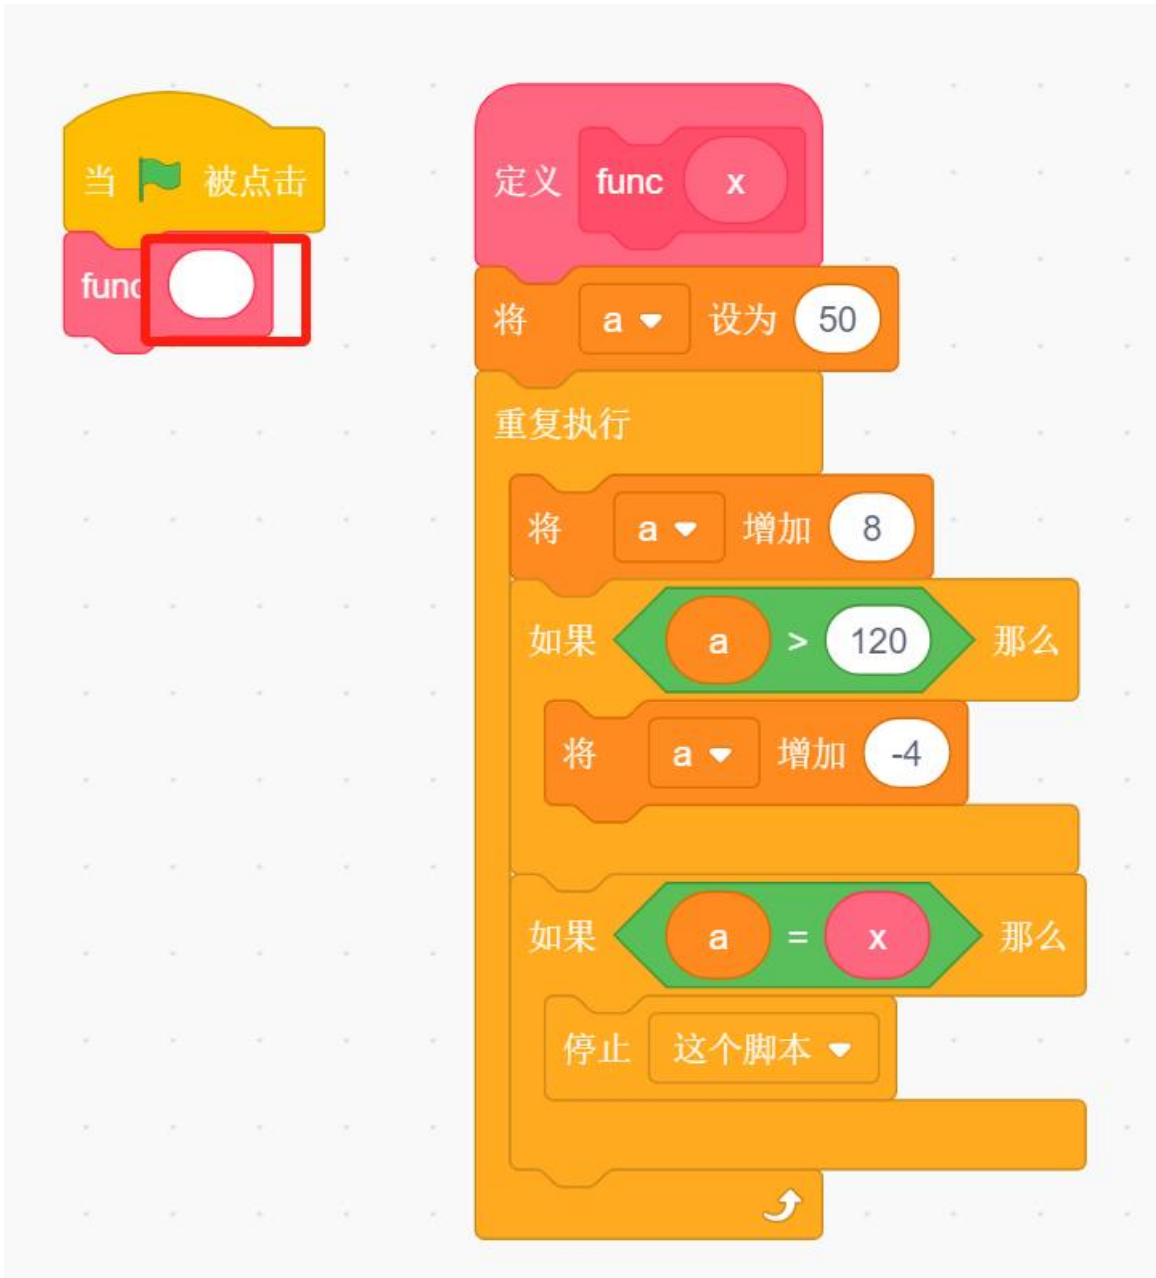 当 被点击
func
定义 func x
将 a 设为 50
重复执行
将 a 增加 8
如果 a > 120 那么
将 a 增加 -4
如果 a = x 那么
停止 这个脚本